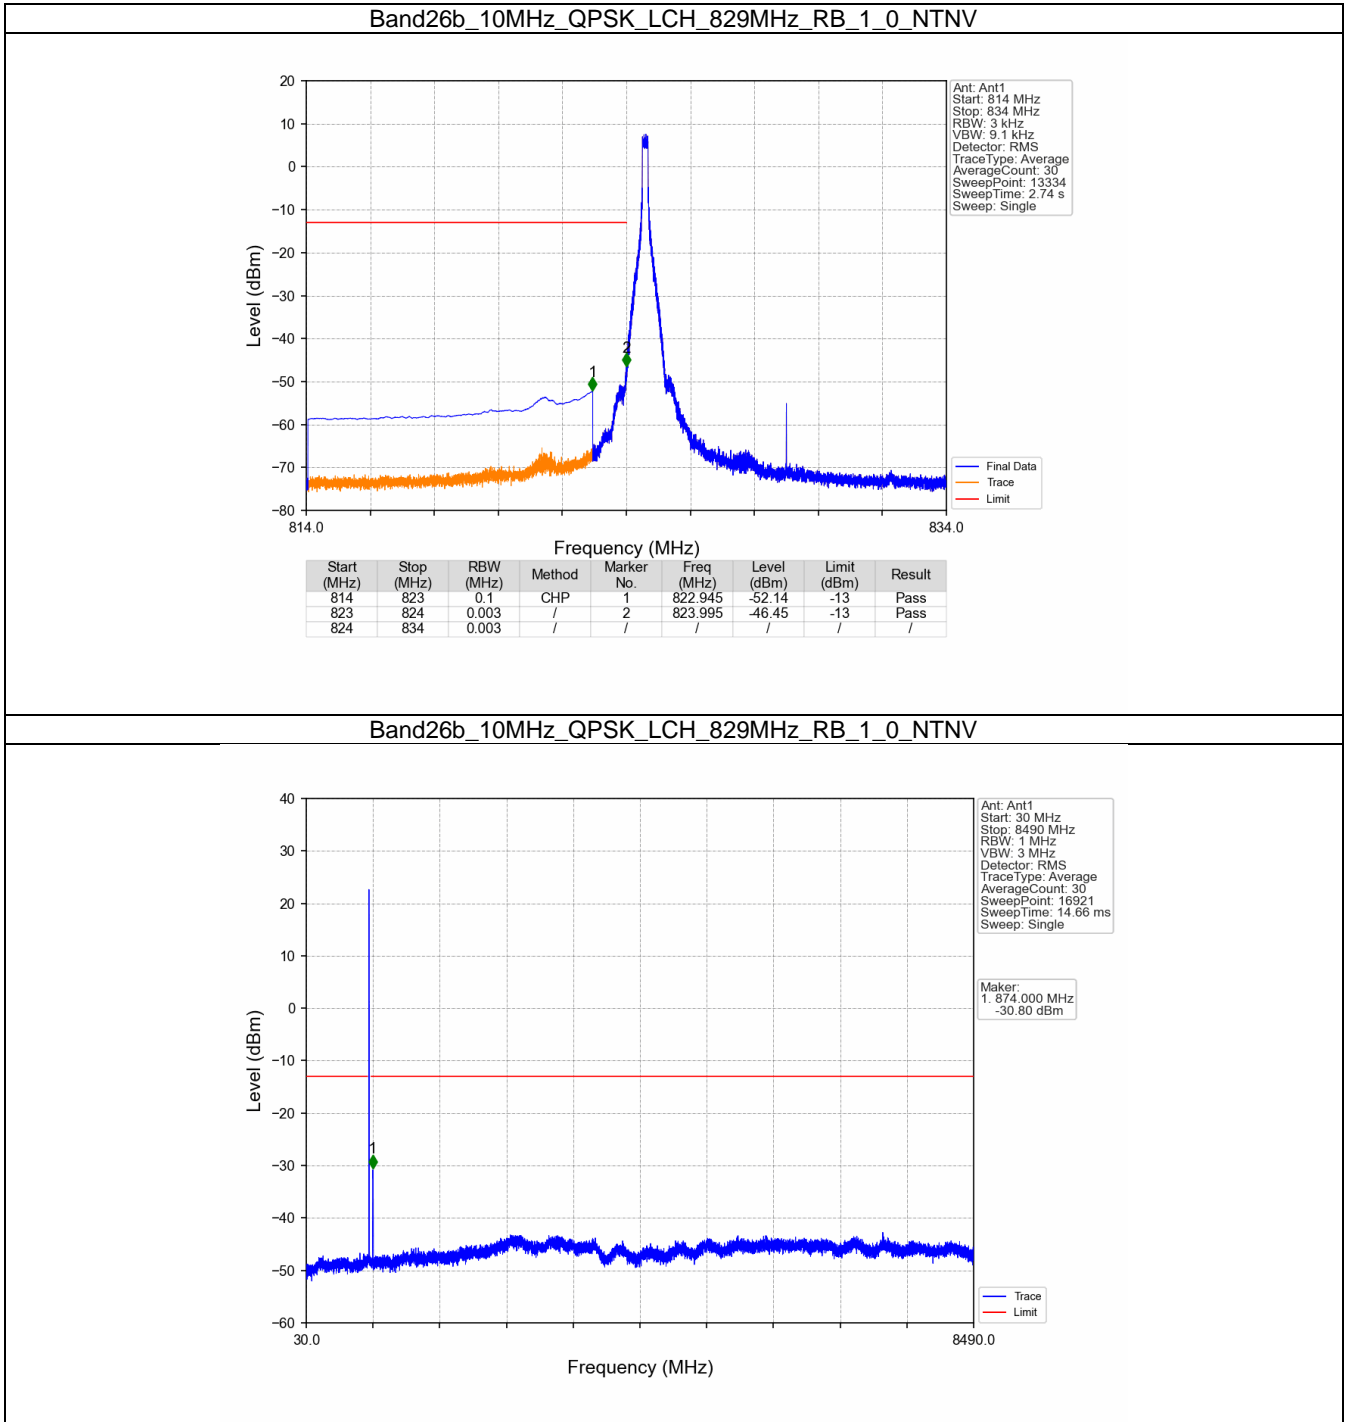 Band26b_10MHz_QPSK_LCH_829MHz_RB_1_0_NTNV
20
10
0
−10
−20
−30
−40
−50
−60
−70
−80
Level (dBm)
1
2
814.0
834.0
Frequency (MHz)
Ant: Ant1
Start: 814 MHz
Stop: 834 MHz
RBW: 3 kHz
VBW: 9.1 kHz
Detector: RMS
TraceType: Average
AverageCount: 30
SweepPoint: 13334
SweepTime: 2.74 s
Sweep: Single
Final Data
Trace
Limit
Start (MHz) Stop (MHz) RBW (MHz) Method Marker No. Freq (MHz) Level (dBm) Limit (dBm) Result
814 823 0.1 CHP 1 822.945 -52.14 -13 Pass
823 824 0.003 / 2 823.995 -46.45 -13 Pass
824 834 0.003 / / / / / /
Band26b_10MHz_QPSK_LCH_829MHz_RB_1_0_NTNV
40
30
20
10
0
−10
−20
−30
−40
−50
−60
Level (dBm)
1
30.0
8490.0
Frequency (MHz)
Ant: Ant1
Start: 30 MHz
Stop: 8490 MHz
RBW: 1 MHz
VBW: 3 MHz
Detector: RMS
TraceType: Average
AverageCount: 30
SweepPoint: 16921
SweepTime: 14.66 ms
Sweep: Single
Maker:
1. 874.000 MHz
-30.80 dBm
Trace
Limit